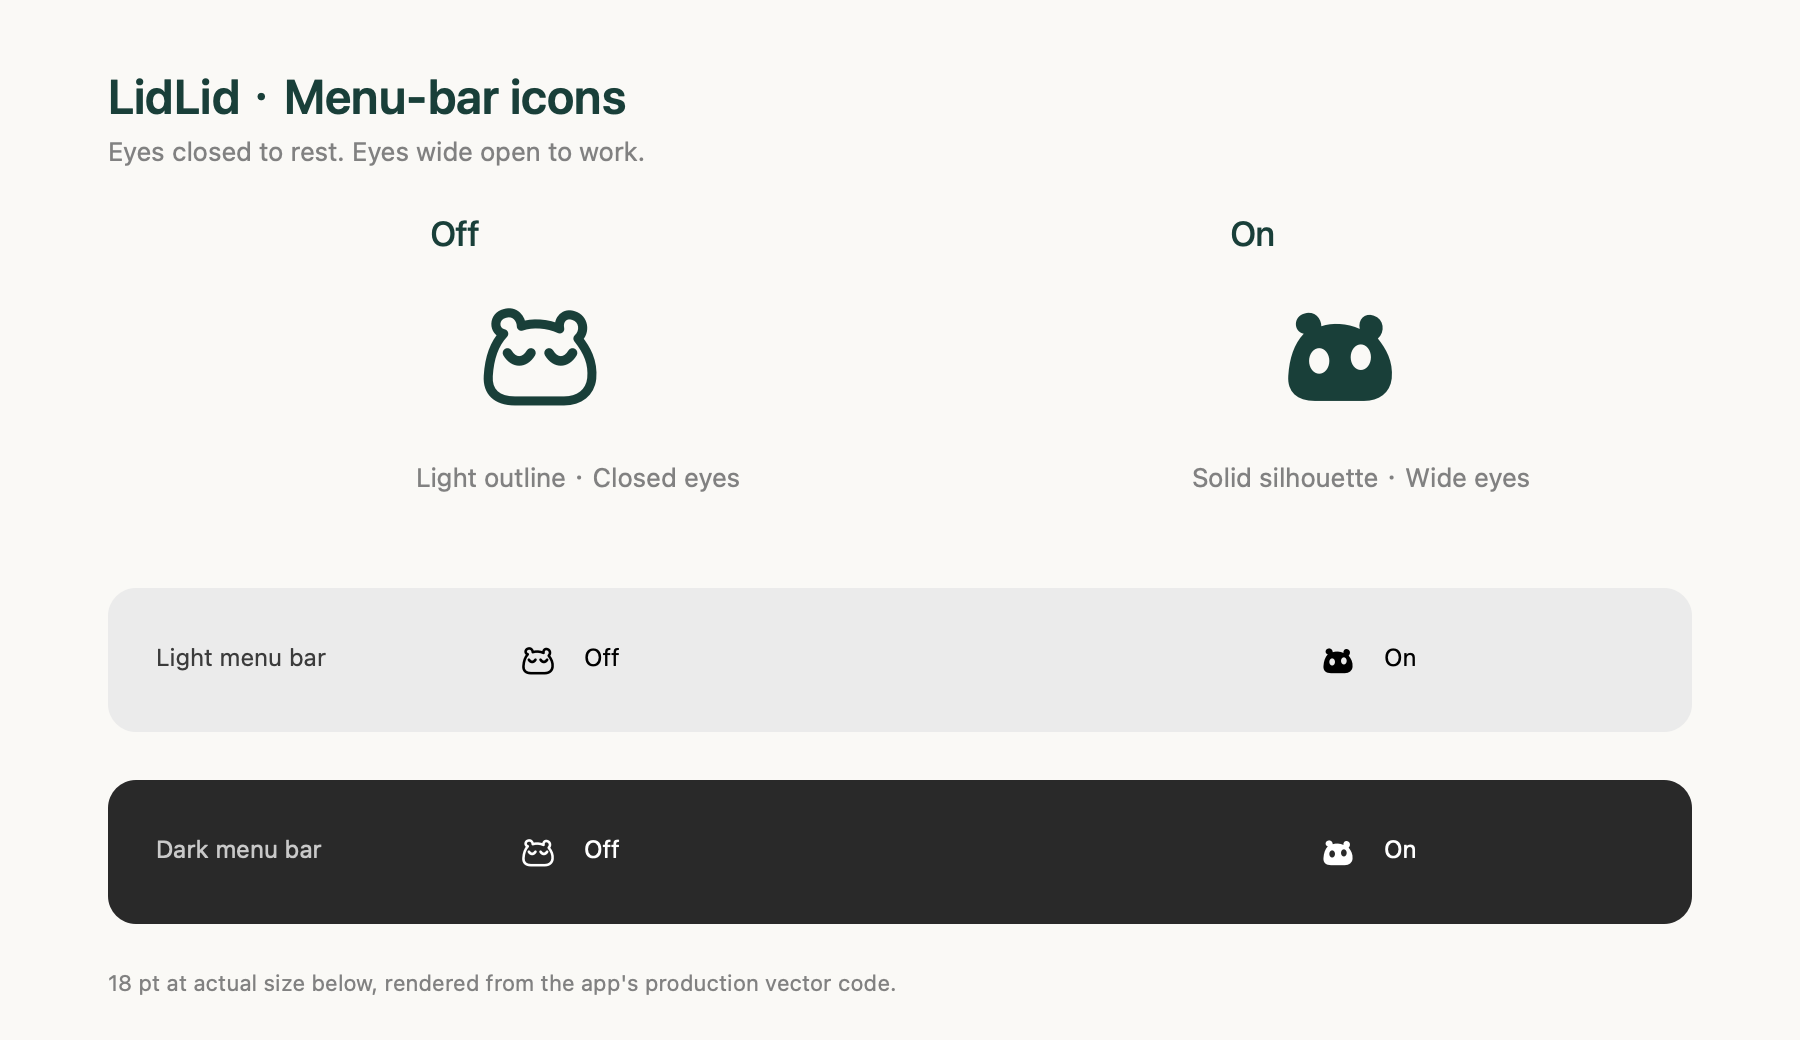 LidLid · Menu-bar icons
Eyes closed to rest. Eyes wide open to work.
Off
On
Light outline · Closed eyes
Solid silhouette · Wide eyes
Light menu bar
Off
On
Dark menu bar
Off
On
18 pt at actual size below, rendered from the app's production vector code.